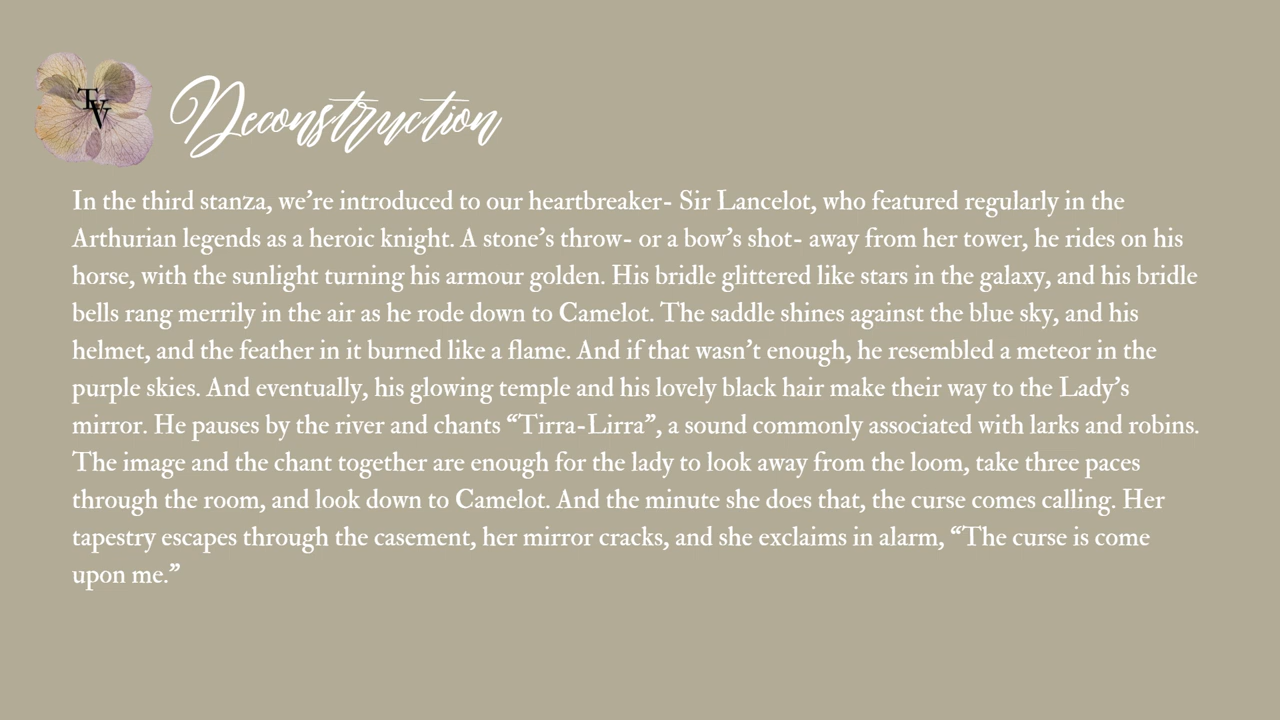 TV
Deconstruction
In the third stanza, we’re introduced to our heartbreaker- Sir Lancelot, who featured regularly in the
Arthurian legends as a heroic knight. A stone’s throw- or a bow’s shot- away from her tower, he rides on his
horse, with the sunlight turning his armour golden. His bridle glittered like stars in the galaxy, and his bridle
bells rang merrily in the air as he rode down to Camelot. The saddle shines against the blue sky, and his
helmet, and the feather in it burned like a flame. And if that wasn’t enough, he resembled a meteor in the
purple skies. And eventually, his glowing temple and his lovely black hair make their way to the Lady’s
mirror. He pauses by the river and chants “Tirra-Lirra”, a sound commonly associated with larks and robins.
The image and the chant together are enough for the lady to look away from the loom, take three paces
through the room, and look down to Camelot. And the minute she does that, the curse comes calling. Her
tapestry escapes through the casement, her mirror cracks, and she exclaims in alarm, “The curse is come
upon me.”